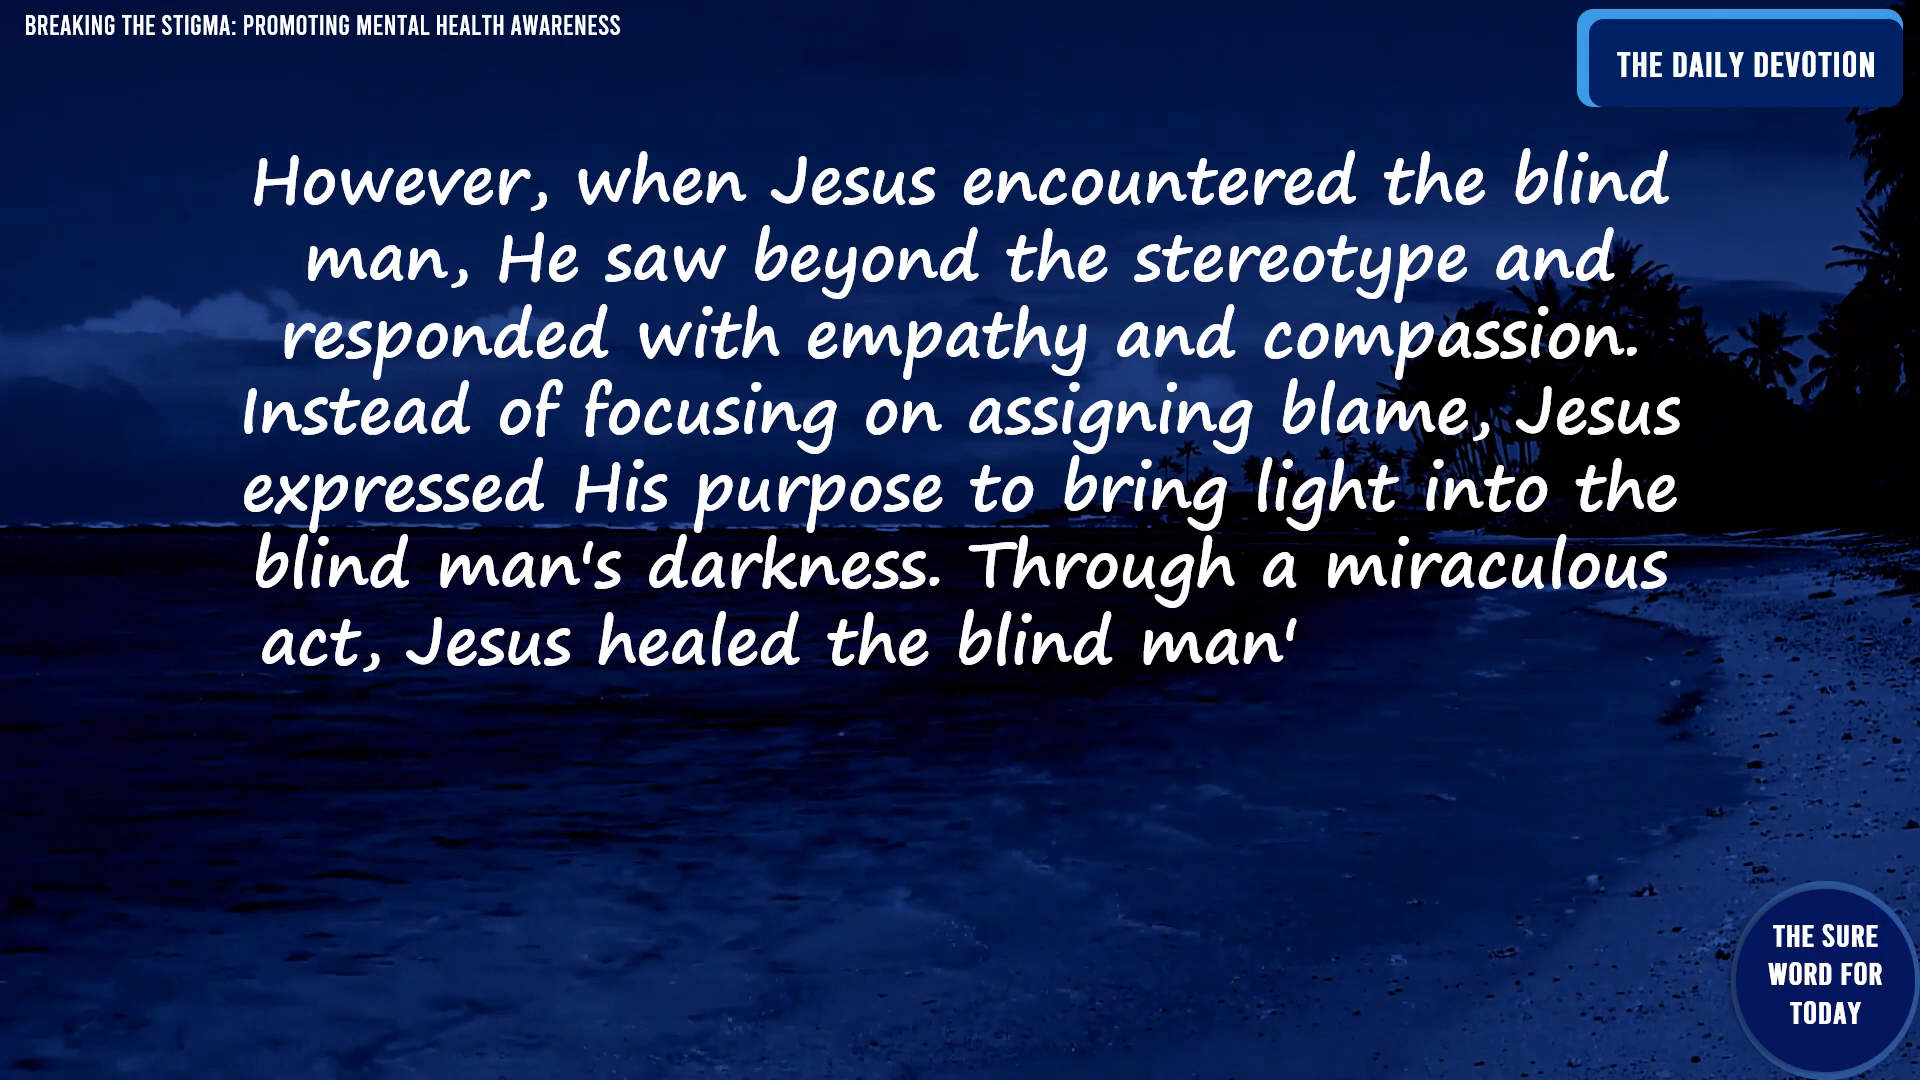 BREAKING THE STIGMA: PROMOTING MENTAL HEALTH AWARENESS
THE DAILY DEVOTION
However, when Jesus encountered the blind
man, He saw beyond the stereotype and
responded with empathy and compassion.
Instead of focusing on assigning blame, Jesus
expressed His purpose to bring light into the
blind man's darkness. Through a miraculous
act, Jesus healed the blind man'
THE SURE
WORD FOR
TODAY